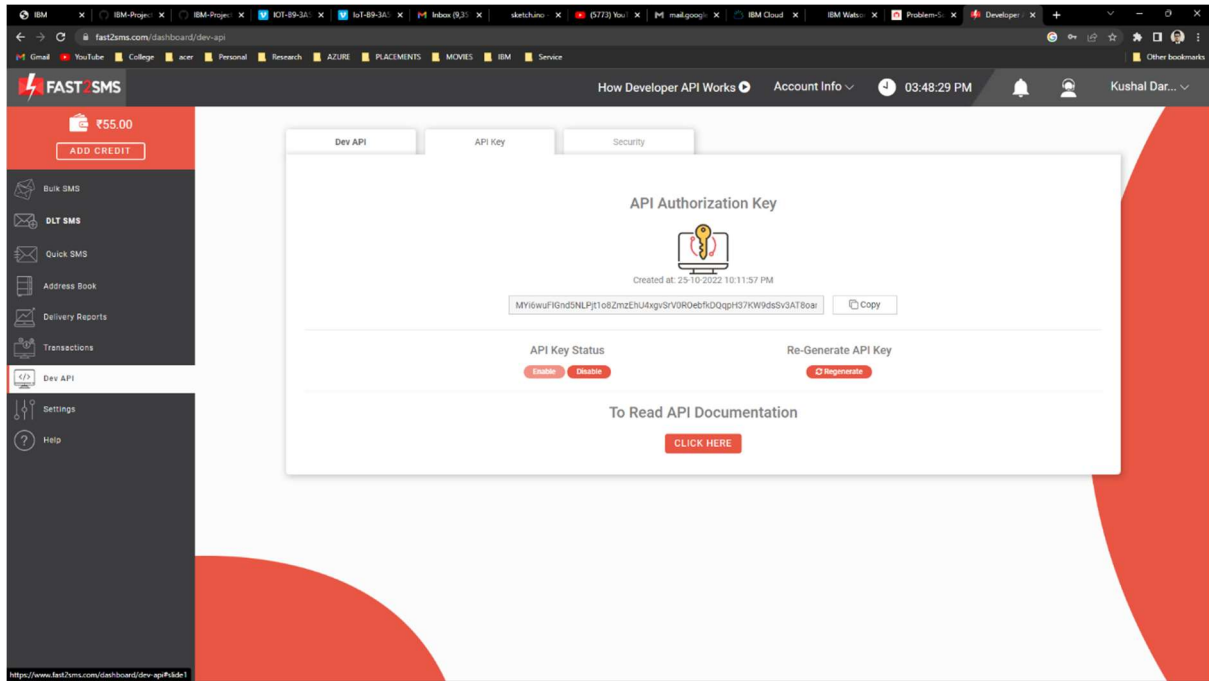 IBM
IBM-Project
IBM-Project
IOT-89-3A
IoT-89-3A
Inbox (9,35
sketch.ino -
(5773) You
mail.google
IBM Cloud
IBM Watso
Problem-S
Developer
fast2sms.com/dashboard/dev-api
Gmail YouTube College acer Personal Research AZURE PLACEMENTS MOVIES IBM Service Other bookmarks
FAST2SMS
How Developer API Works Account Info 03:48:29 PM Kushal Dar...
₹55.00
ADD CREDIT
Bulk SMS
DLT SMS
Quick SMS
Address Book
Delivery Reports
Transactions
Dev API
Settings
Help
Dev API API Key Security
API Authorization Key
Created at: 25-10-2022 10:11:57 PM
Copy
API Key Status Re-Generate API Key
Enable Disable Regenerate
To Read API Documentation
CLICK HERE
https://www.fast2sms.com/dashboard/dev-api#slide1